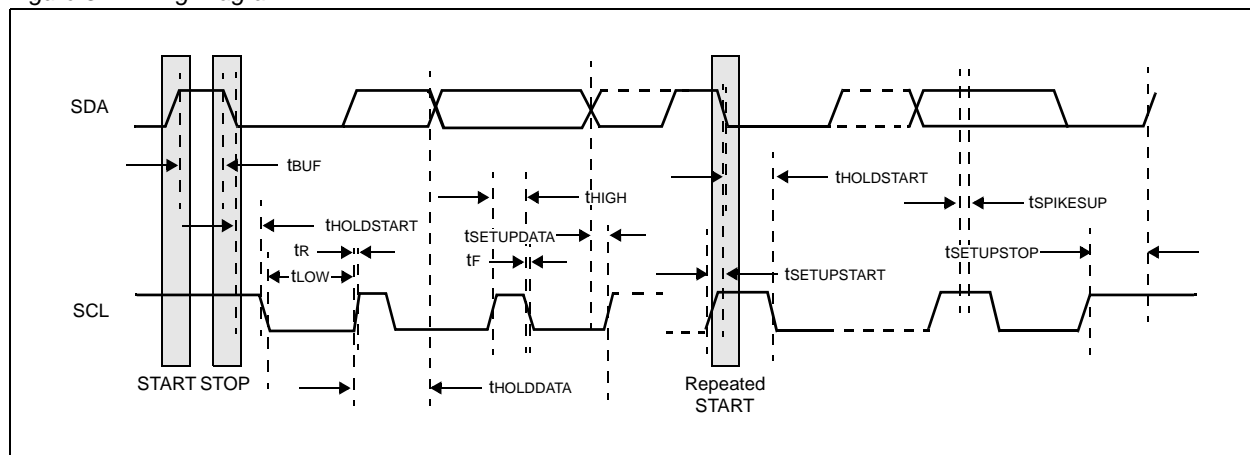 SDA
tBUF
tHOLDSTART
tR
tLOW
tHIGH
tSETUPDATA
tF
tHOLDSTART
tSETUPSTART
tSPIKESUP
tSETUPSTOP
SCL
START STOP
tHOLDDATA
Repeated
START